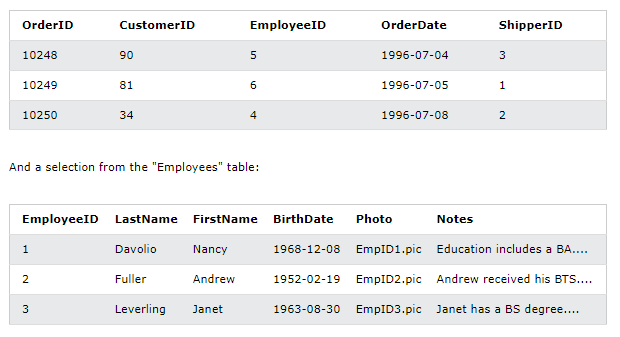 OrderID CustomerID EmployeeID OrderDate ShipperID
10248 90 5 1996-07-04 3
10249 81 6 1996-07-05 1
10250 34 4 1996-07-08 2
And a selection from the "Employees" table:
EmployeeID LastName FirstName BirthDate Photo Notes
1 Davolio Nancy 1968-12-08 EmpID1.pic Education includes a BA....
2 Fuller Andrew 1952-02-19 EmpID2.pic Andrew received his BTS....
3 Leverling Janet 1963-08-30 EmpID3.pic Janet has a BS degree....